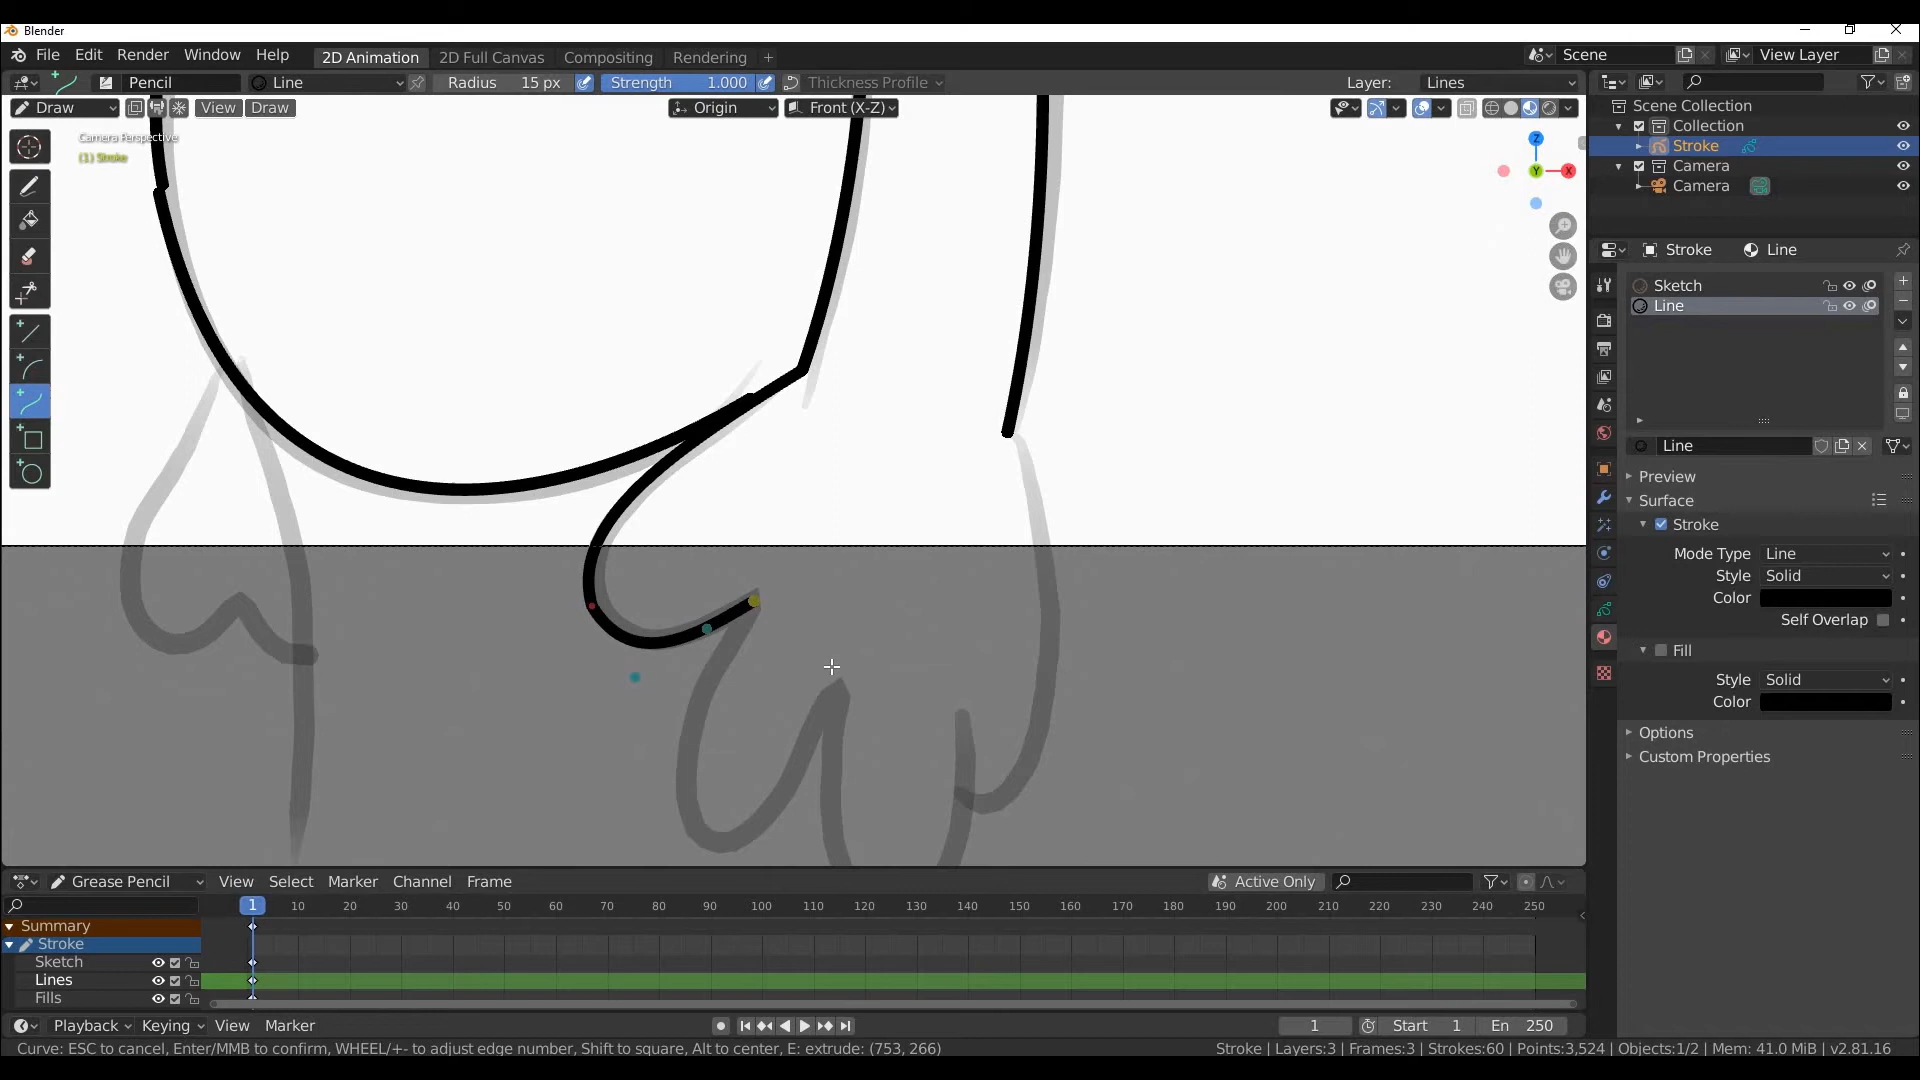 Blender
File Edit Render Window Help 2D Animation 2D Full Canvas Compositing Rendering + Scene View Layer
Pencil Line Radius 15 px Strength 1.000 Thickness Profile Layer: Lines
Draw View Draw Origin Front (X-Z)
Camera Perspective
(1) Stroke
Z
Y
X
Scene Collection
Collection
Stroke
Camera
Camera
Stroke Line
Sketch
Line
Line
Preview
Surface
Stroke
Mode Type Line
Style Solid
Color
Self Overlap
Fill
Style Solid
Color
Options
Custom Properties
Grease Pencil View Select Marker Channel Frame Active Only
1 10 20 30 40 50 60 70 80 90 100 110 120 130 140 150 160 170 180 190 200 210 220 230 240 250
Summary
Stroke
Sketch
Lines
Fills
Playback Keying View Marker 1 Start 1 En 250
Curve: ESC to cancel, Enter/MMB to confirm, WHEEL/+- to adjust edge number, Shift to square, Alt to center, E: extrude: (753, 266) Stroke | Layers:3 | Frames:3 | Strokes:60 | Points:3,524 | Objects:1/2 | Mem: 41.0 MiB | v2.81.16